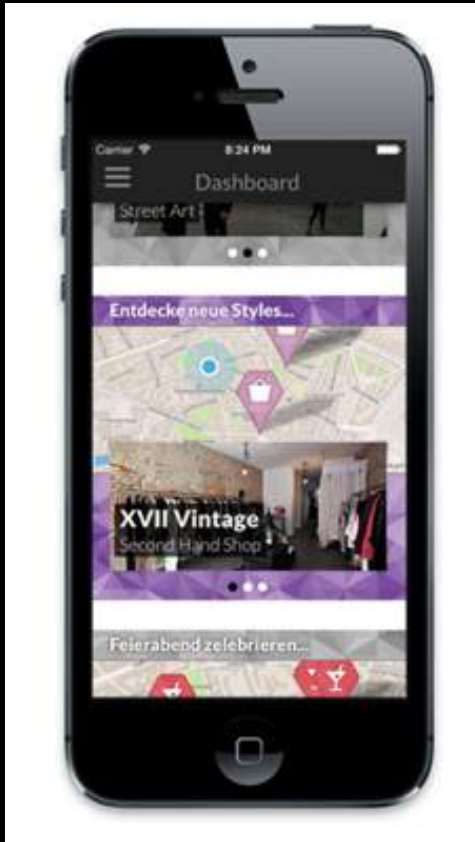 Carrier 8:24 PM
Dashboard
Street Art
Entdecke neue Styles...
XVII Vintage
Second Hand Shop
Feierabend zelebrieren...